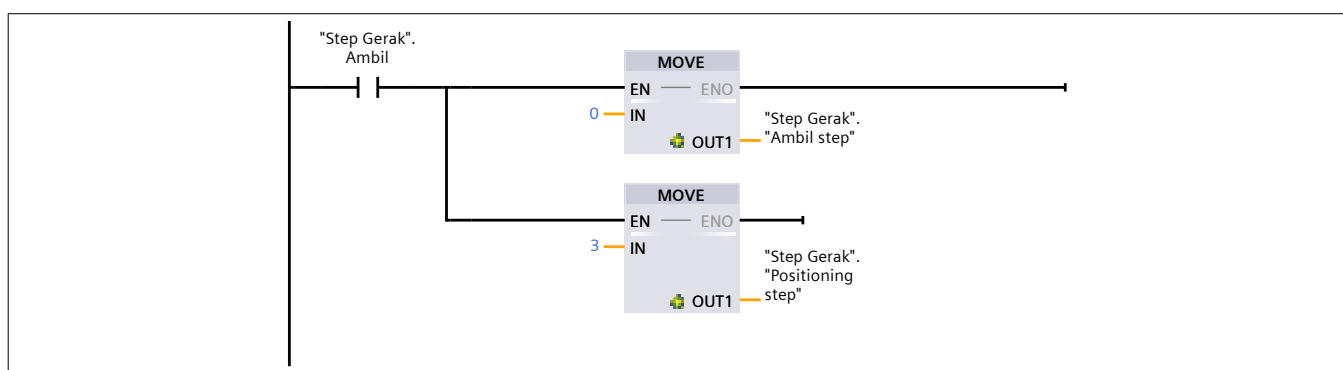 "Step Gerak".
Ambil
MOVE
EN ENO
0 IN
OUT1
"Step Gerak".
"Ambil step"
MOVE
EN ENO
3 IN
OUT1
"Step Gerak".
"Positioning
step"